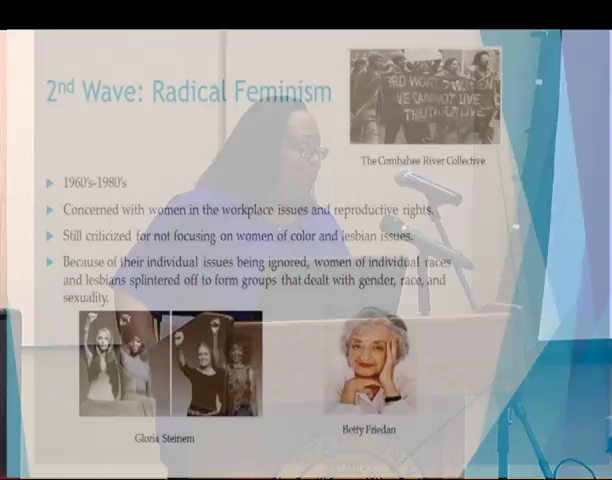 2nd Wave: Radical Feminism
3RD WORLD WOMEN
WE CANNOT LIVE
The Combahee River Collective
1960's-1980's
Concerned with women in the workplace issues and reproductive rights.
Still criticized for not focusing on women of color and lesbian issues.
Because of their individual issues being ignored, women of individual races
and lesbians splintered off to form groups that dealt with gender, race, and
sexuality.
Gloria Steinem
Betty Friedan